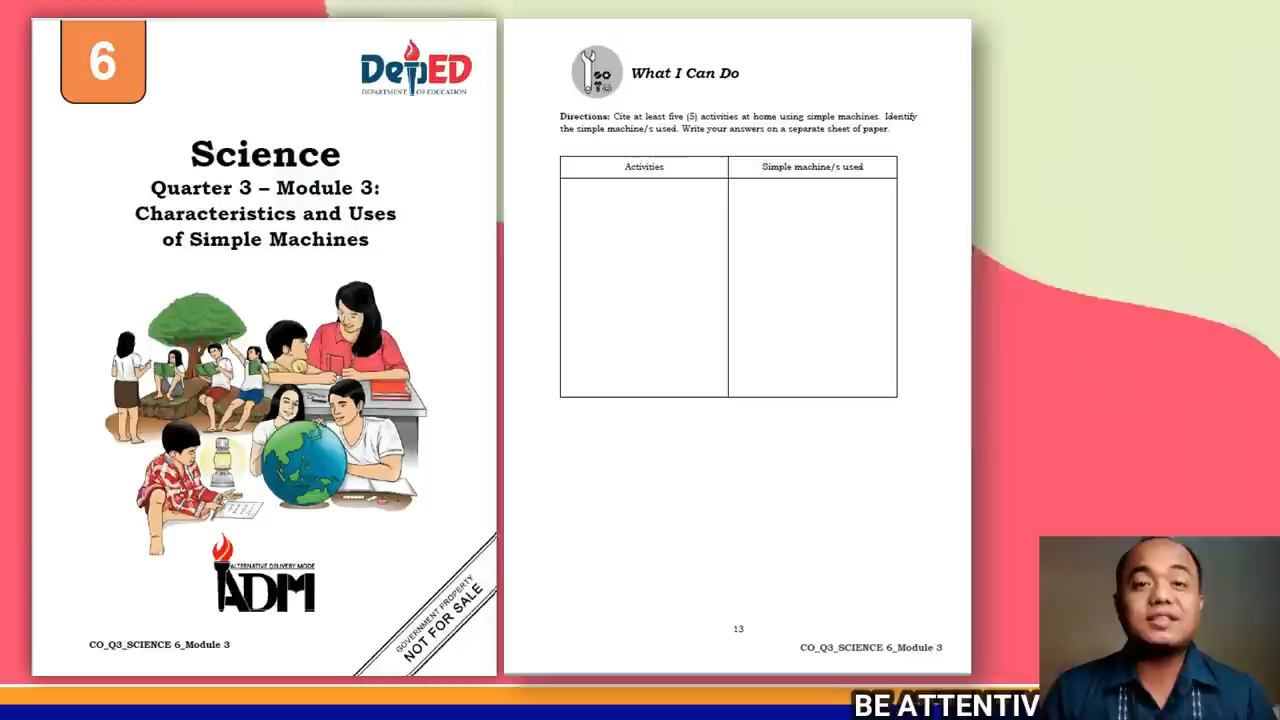 6
DepED
DEPARTMENT OF EDUCATION
Science
Quarter 3 – Module 3:
Characteristics and Uses
of Simple Machines
ALTERNATIVE DELIVERY MODE
ADM
GOVERNMENT PROPERTY
NOT FOR SALE
CO_Q3_SCIENCE 6_Module 3
What I Can Do
Directions: Cite at least five (5) activities at home using simple machines. Identify
the simple machine/s used. Write your answers on a separate sheet of paper.
Activities
Simple machine/s used
13
CO_Q3_SCIENCE 6_Module 3
BE ATTENTIV